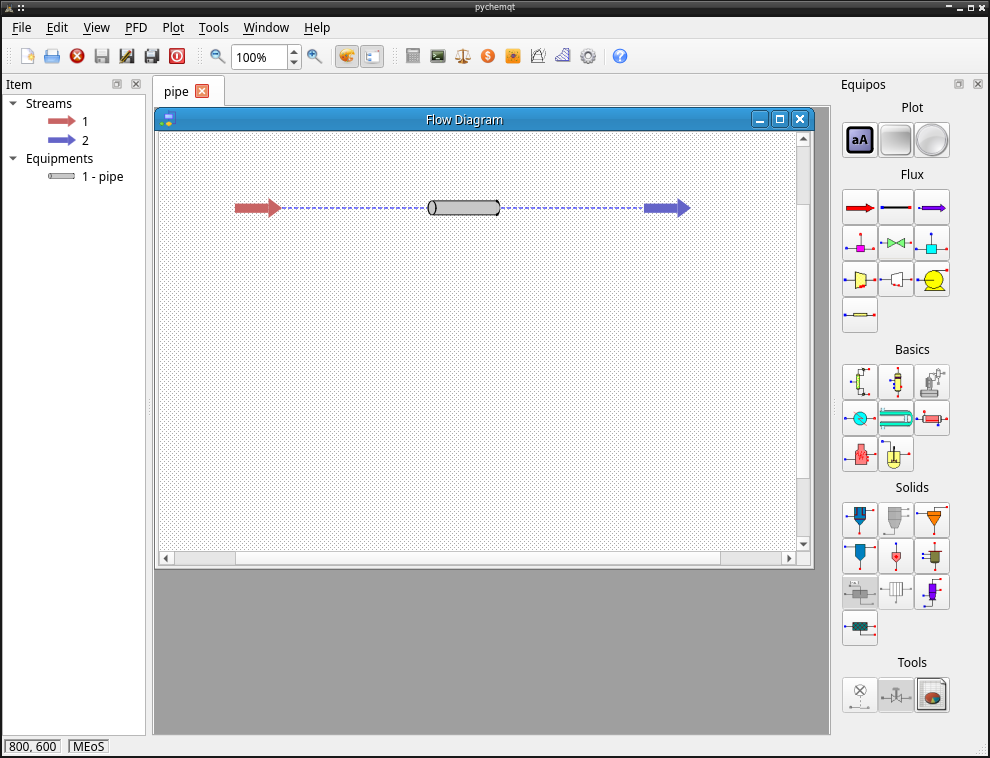 pychemqt
File Edit View PFD Plot Tools Window Help
100%
Item
Streams
1
2
Equipments
1 - pipe
pipe
Flow Diagram
Equipos
Plot
aA
Flux
Basics
Solids
Tools
800, 600 MEoS